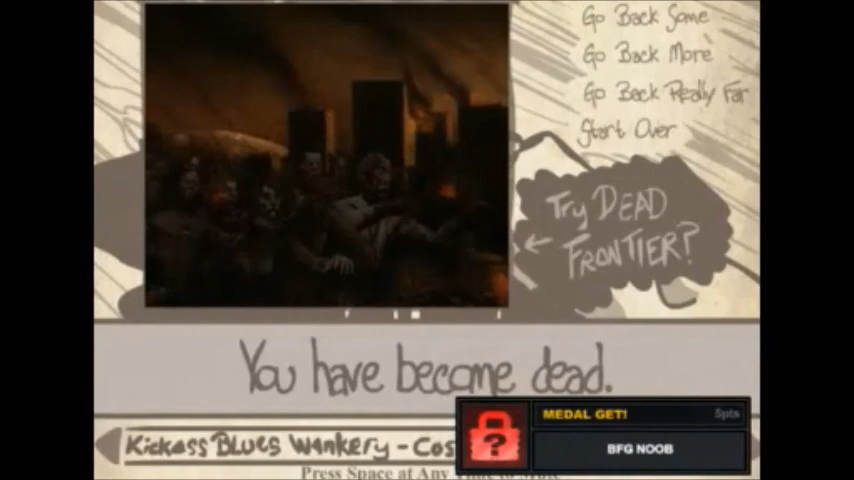 Go Back Some
Go Back More
Go Back Really Far
Start Over
Try DEAD
FRONTIER?
You have become dead.
MEDAL GET! 5pts
?
BFG NOOB
Kickass Blues Wankery - Cos
Press Space at Any Time to Mute